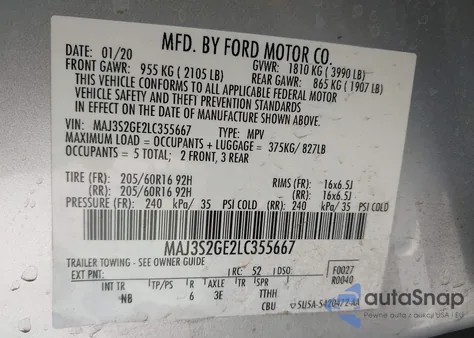 MFD. BY FORD MOTOR CO.
DATE: 01/20 GVWR: 1810 KG ( 3990 LB)
FRONT GAWR: 955 KG ( 2105 LB) REAR GAWR: 865 KG ( 1907 LB)
THIS VEHICLE CONFORMS TO ALL APPLICABLE FEDERAL MOTOR
VEHICLE SAFETY AND THEFT PREVENTION STANDARDS
IN EFFECT ON THE DATE OF MANUFACTURE SHOWN ABOVE.
VIN: MAJ3S2GE2LC355667 TYPE: MPV
MAXIMUM LOAD = OCCUPANTS + LUGGAGE = 375KG/ 827LB
OCCUPANTS = 5 TOTAL; 2 FRONT, 3 REAR
TIRE (FR): 205/60R16 92H RIMS (FR): 16x6.5J
(RR): 205/60R16 92H (RR): 16x6.5J
PRESSURE (FR): 240 kPa/ 35 PSI COLD (RR): 240 kPa/ 35 PSI COLD
MAJ3S2GE2LC355667
TRAILER TOWING - SEE OWNER GUIDE
EXT PNT: RC: 52 DSO: F0027
R0040
INT TR TP/PS R AXLE TR SPR
NB 6 3E TTHH
CBU
autoSnap
Pewne auto z aukcji USA i EU